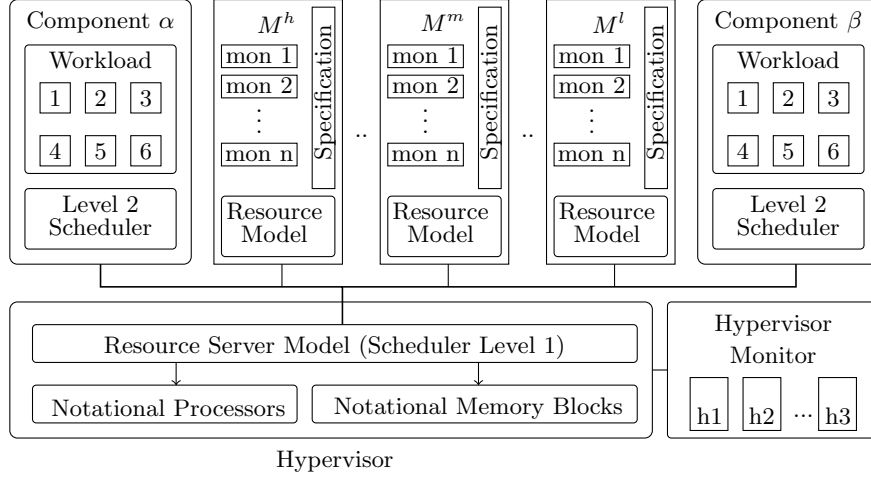 Component α
Workload
1 2 3
4 5 6
Level 2
Scheduler
M^h
mon 1
mon 2
⋮
mon n
Specification
Resource
Model
..
M^m
mon 1
mon 2
⋮
mon n
Specification
Resource
Model
..
M^l
mon 1
mon 2
⋮
mon n
Specification
Resource
Model
Component β
Workload
1 2 3
4 5 6
Level 2
Scheduler
Resource Server Model (Scheduler Level 1)
Notational Processors
Notational Memory Blocks
Hypervisor
Hypervisor
Monitor
h1 h2 ... h3